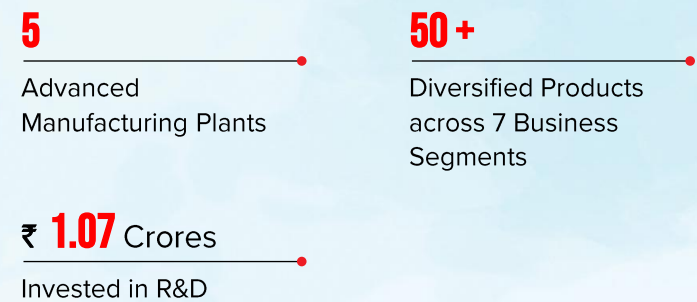 5
Advanced
Manufacturing Plants
50 +
Diversified Products
across 7 Business
Segments
₹ 1.07 Crores
Invested in R&D